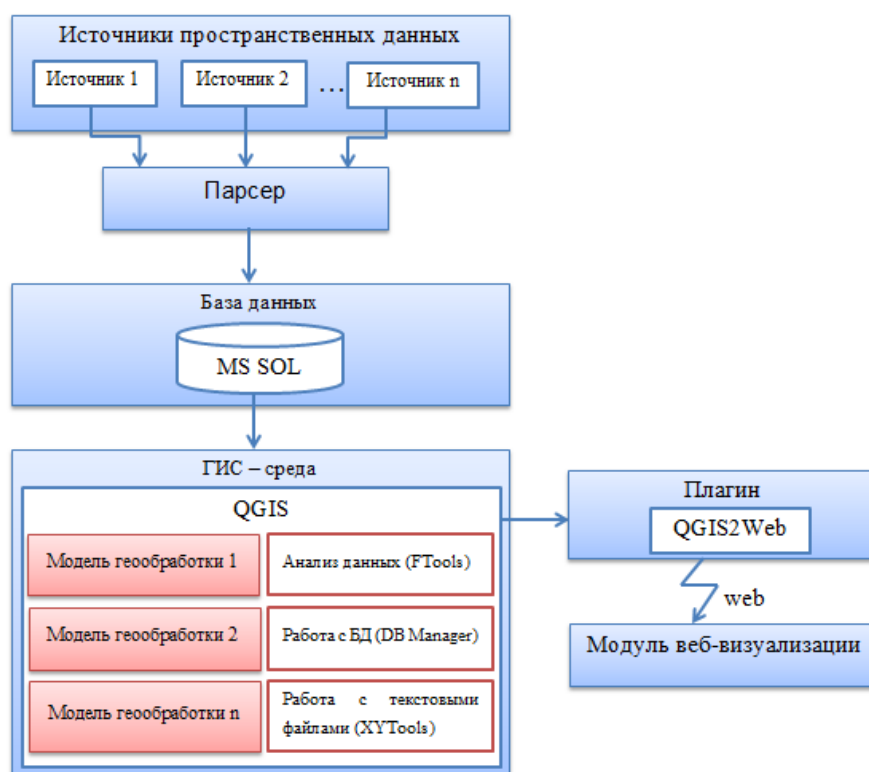 Источники пространственных данных
Источник 1
Источник 2
...
Источник n
Парсер
База данных
MS SOL
ГИС – среда
QGIS
Модель геообработки 1
Анализ данных (FTools)
Модель геообработки 2
Работа с БД (DB Manager)
Модель геообработки n
Работа с текстовыми
файлами (XYTools)
Плагин
QGIS2Web
web
Модуль веб-визуализации